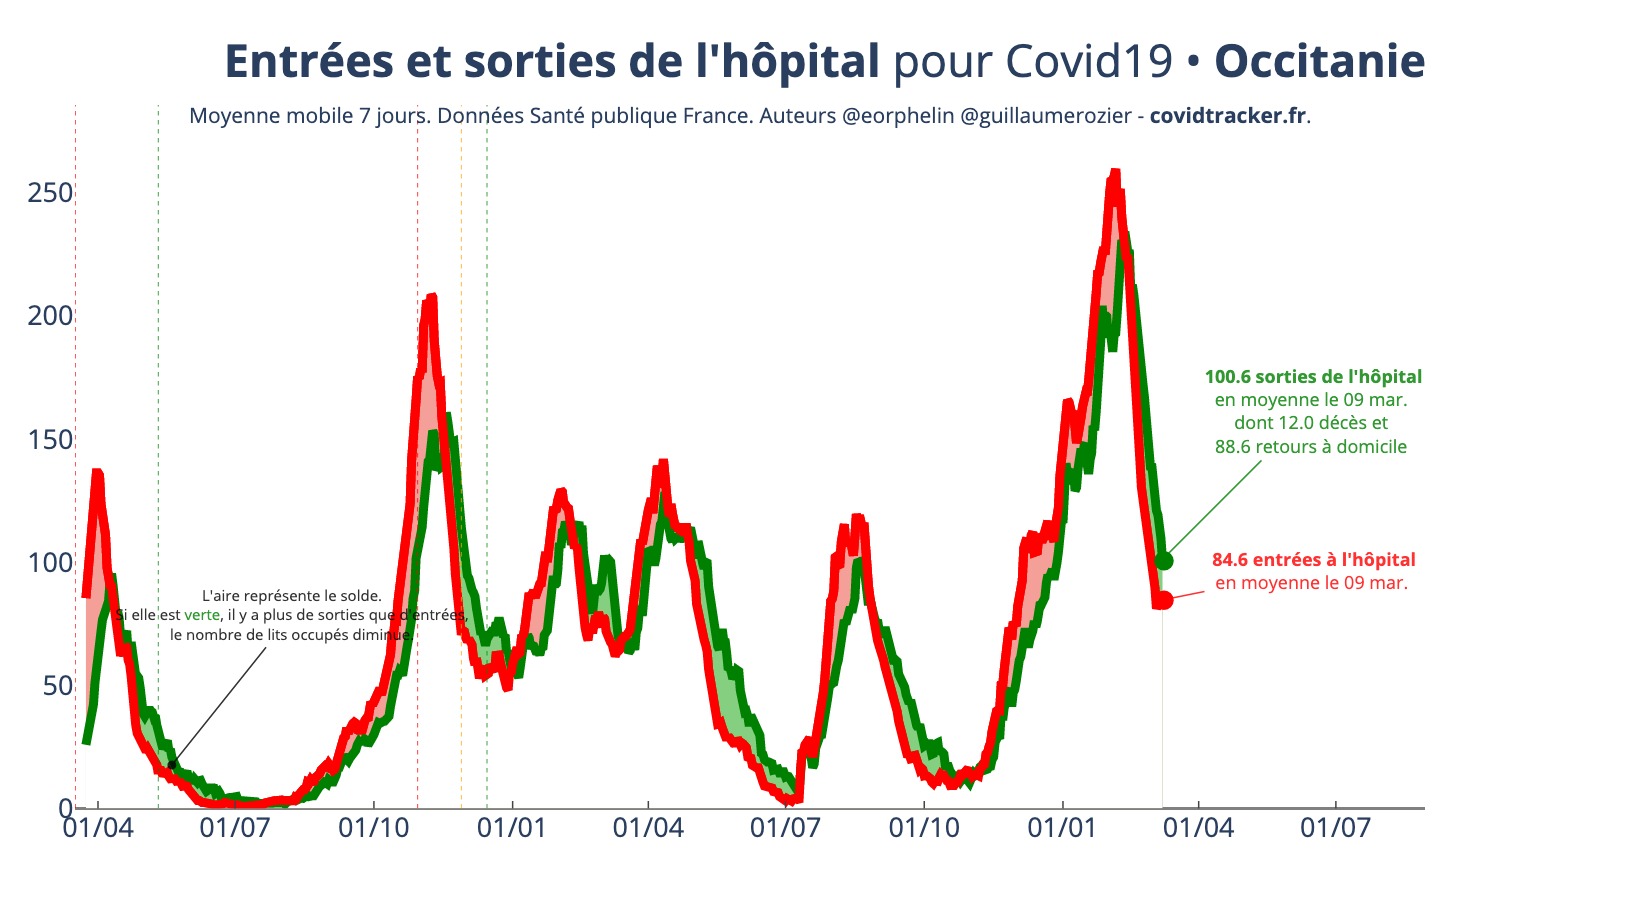 Entrées et sorties de l'hôpital pour Covid19 • Occitanie
Moyenne mobile 7 jours. Données Santé publique France. Auteurs @eorphelin @guillaumerozier - covidtracker.fr.
250
200
150
100
50
0
100.6 sorties de l'hôpital
en moyenne le 09 mar.
dont 12.0 décès et
88.6 retours à domicile
84.6 entrées à l'hôpital
en moyenne le 09 mar.
L'aire représente le solde.
Si elle est verte, il y a plus de sorties que d'entrées,
le nombre de lits occupés diminue.
01/04 01/07 01/10 01/01 01/04 01/07 01/10 01/01 01/04 01/07